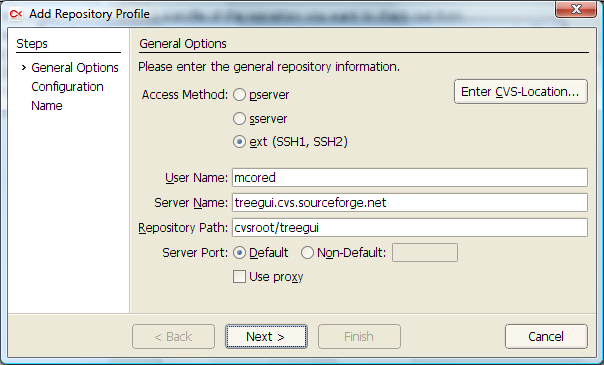 Add Repository Profile
Steps
› General Options
Configuration
Name
General Options
Please enter the general repository information.
Access Method: pserver
Enter CVS-Location...
sserver
ext (SSH1, SSH2)
User Name: mcored
Server Name: treegui.cvs.sourceforge.net
Repository Path: cvsroot/treegui
Server Port: Default Non-Default:
Use proxy
< Back Next > Finish Cancel